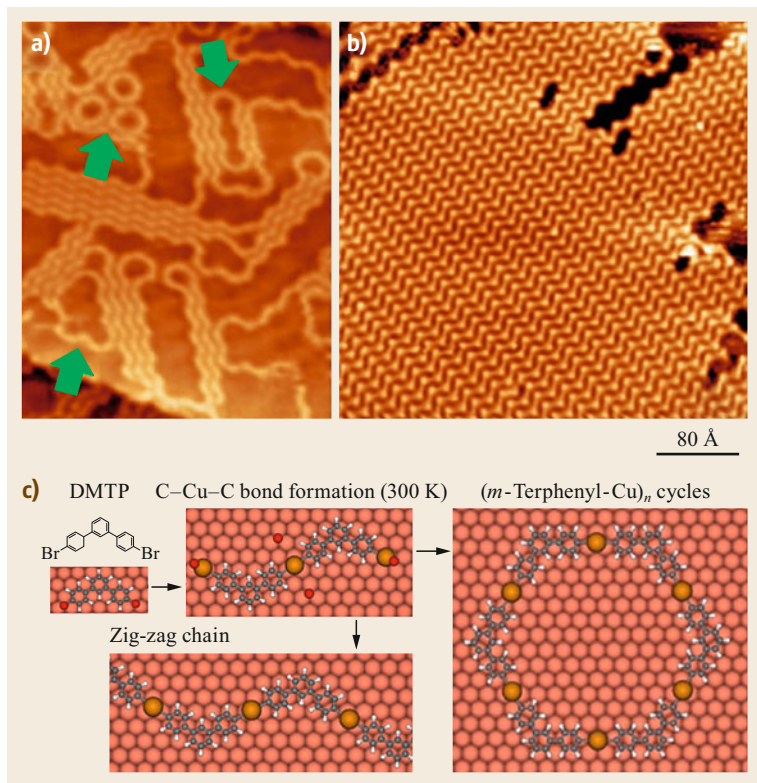 a)
b)
80 Å
c)
DMTP C–Cu–C bond formation (300 K) (m-Terphenyl-Cu)n cycles
Br
Br
Zig-zag chain